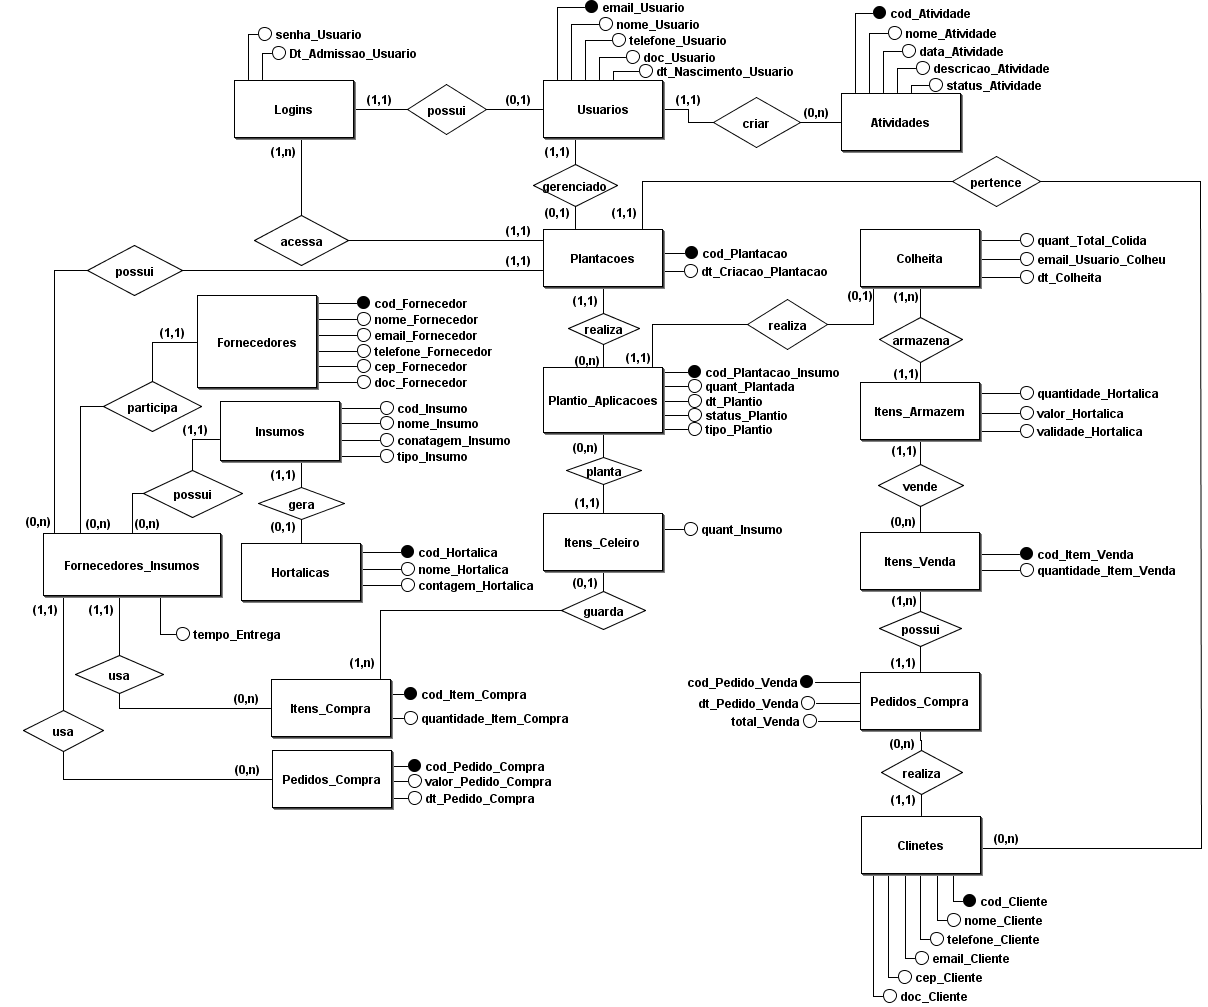 email_Usuario
cod_Atividade
nome_Usuario
senha_Usuario
nome_Atividade
telefone_Usuario
Dt_Admissao_Usuario
data_Atividade
doc_Usuario
descricao_Atividade
dt_Nascimento_Usuario
status_Atividade
Logins
(1,1)
possui
(0,1)
Usuarios
(1,1)
criar
(0,n)
Atividades
(1,n)
(1,1)
gerenciado
pertence
(0,1)
(1,1)
acessa
(1,1)
Plantacoes
cod_Plantacao
dt_Criacao_Plantacao
Colheita
quant_Total_Colida
email_Usuario_Colheu
dt_Colheita
possui
(1,1)
(0,1)
(1,n)
(1,1)
Fornecedores
cod_Fornecedor
nome_Fornecedor
email_Fornecedor
telefone_Fornecedor
cep_Fornecedor
doc_Fornecedor
(1,1)
realiza
realiza
armazena
(0,n)
(1,1)
(1,1)
participa
Plantio_Aplicacoes
cod_Plantacao_Insumo
quant_Plantada
dt_Plantio
status_Plantio
tipo_Plantio
Itens_Armazem
quantidade_Hortalica
valor_Hortalica
validade_Hortalica
Insumos
cod_Insumo
nome_Insumo
conatagem_Insumo
tipo_Insumo
(1,1)
(0,n)
(1,1)
(1,1)
possui
planta
vende
gera
(1,1)
(0,n)
(0,n)
(0,n)
(0,n)
(0,1)
Itens_Celeiro
quant_Insumo
Fornecedores_Insumos
Hortalicas
cod_Hortalica
nome_Hortalica
contagem_Hortalica
Itens_Venda
cod_Item_Venda
quantidade_Item_Venda
(0,1)
(1,1)
(1,1)
guarda
(1,n)
tempo_Entrega
possui
(1,n)
(1,1)
usa
(0,n)
Itens_Compra
cod_Item_Compra
quantidade_Item_Compra
cod_Pedido_Venda
dt_Pedido_Venda
total_Venda
Pedidos_Compra
usa
(0,n)
(0,n)
Pedidos_Compra
cod_Pedido_Compra
valor_Pedido_Compra
dt_Pedido_Compra
realiza
(1,1)
Clinetes
(0,n)
cod_Cliente
nome_Cliente
telefone_Cliente
email_Cliente
cep_Cliente
doc_Cliente